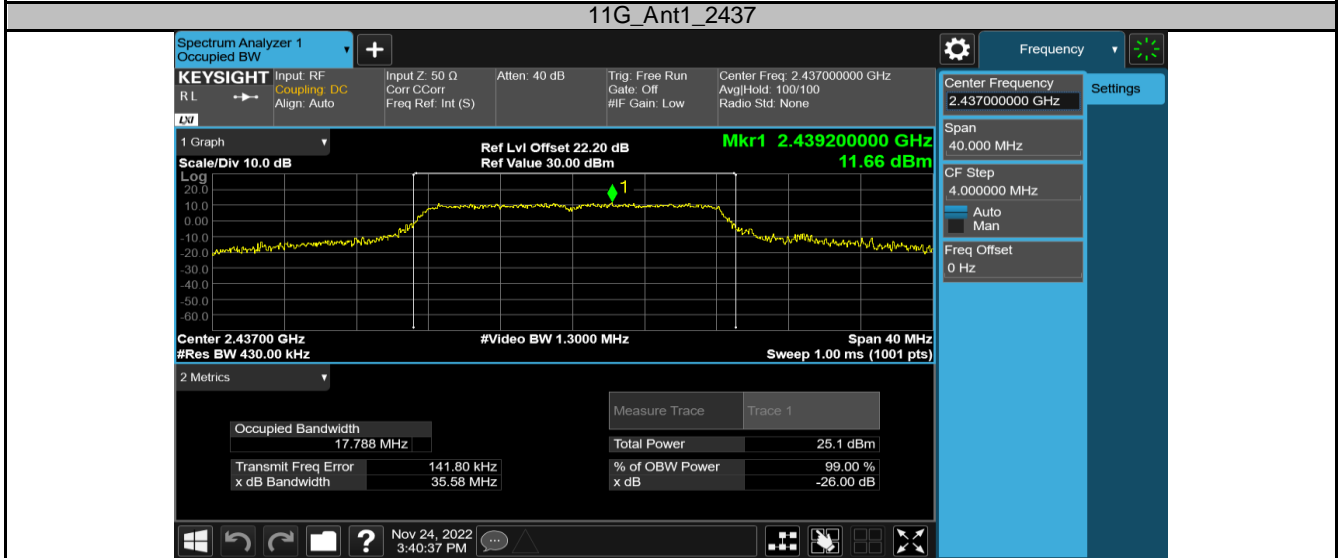 11G_Ant1_2437
Spectrum Analyzer 1
Occupied BW
+
Frequency
KEYSIGHT
R L
LXI
Input: RF
Coupling: DC
Align: Auto
Input Z: 50 Ω
Corr CCorr
Freq Ref: Int (S)
Atten: 40 dB
Trig: Free Run
Gate: Off
#IF Gain: Low
Center Freq: 2.437000000 GHz
Avg|Hold: 100/100
Radio Std: None
Center Frequency
2.437000000 GHz
Settings
Span
40.000 MHz
CF Step
4.000000 MHz
Auto
Man
Freq Offset
0 Hz
1 Graph
Scale/Div 10.0 dB
Ref Lvl Offset 22.20 dB
Ref Value 30.00 dBm
Mkr1 2.439200000 GHz
11.66 dBm
Log
20.0
10.0
0.00
-10.0
-20.0
-30.0
-40.0
-50.0
-60.0
1
Center 2.43700 GHz
#Res BW 430.00 kHz
#Video BW 1.3000 MHz
Span 40 MHz
Sweep 1.00 ms (1001 pts)
2 Metrics
Measure Trace
Trace 1
Occupied Bandwidth
17.788 MHz
Total Power
25.1 dBm
Transmit Freq Error
141.80 kHz
% of OBW Power
99.00 %
x dB Bandwidth
35.58 MHz
x dB
-26.00 dB
?
Nov 24, 2022
3:40:37 PM